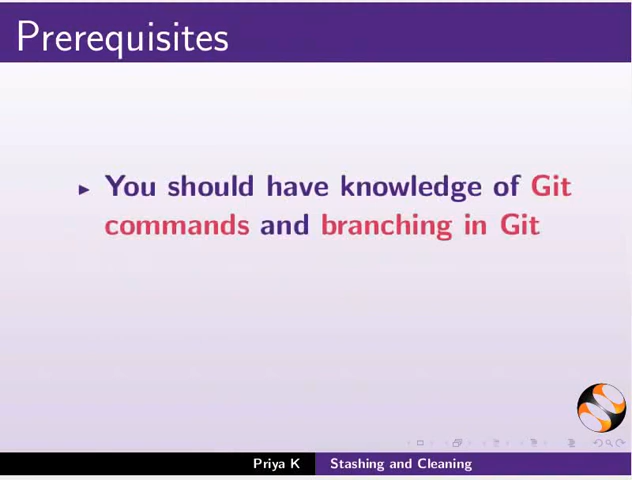 Prerequisites
You should have knowledge of Git
commands and branching in Git
Priya K Stashing and Cleaning